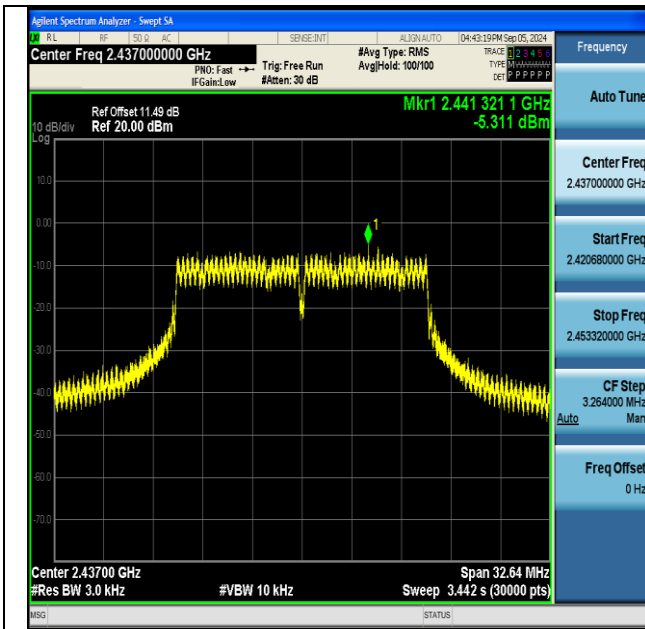 Agilent Spectrum Analyzer - Swept SA
RL RF 50 Ω AC SENSE:INT ALIGN AUTO 04:43:19 PM Sep 05, 2024
Center Freq 2.437000000 GHz
PNO: Fast
IFGain:Low
Trig: Free Run
#Atten: 30 dB
#Avg Type: RMS
Avg|Hold: 100/100
TRACE 1 2 3 4 5 6
TYPE M
DET P P P P P P
Ref Offset 11.49 dB
10 dB/div Ref 20.00 dBm
Log
Mkr1 2.441 321 1 GHz
-5.311 dBm
10.0
0.00
-10.0
-20.0
-30.0
-40.0
-50.0
-60.0
-70.0
1
Center 2.43700 GHz
Span 32.64 MHz
#Res BW 3.0 kHz
#VBW 10 kHz
Sweep 3.442 s (30000 pts)
MSG
STATUS
Frequency
Auto Tune
Center Freq
2.437000000 GHz
Start Freq
2.420680000 GHz
Stop Freq
2.453320000 GHz
CF Step
3.264000 MHz
Auto Man
Freq Offset
0 Hz